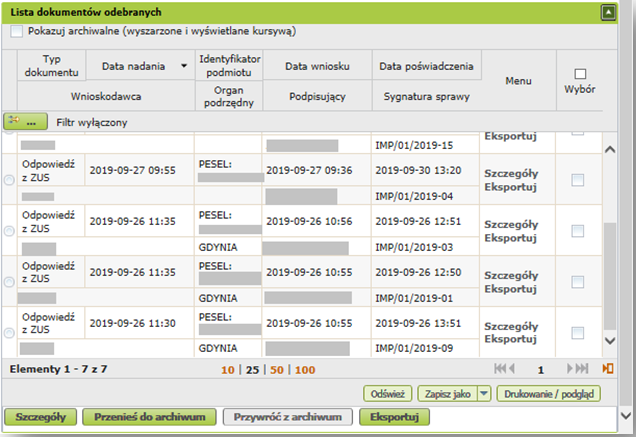 Lista dokumentów odebranych
Pokazuj archiwalne (wyszarzone i wyświetlane kursywą)
Typ dokumentu Data nadania Identyfikator podmiotu Data wniosku Data poświadczenia Menu Wybór
Wnioskodawca Organ podrzędny Podpisujący Sygnatura sprawy
... Filtr wyłączony
Eksportuj
IMP/01/2019-15
Odpowiedź z ZUS 2019-09-27 09:55 PESEL: 2019-09-27 09:36 2019-09-30 13:20 Szczegóły Eksportuj
IMP/01/2019-04
Odpowiedź z ZUS 2019-09-26 11:35 PESEL: 2019-09-26 10:56 2019-09-26 12:51 Szczegóły Eksportuj
GDYNIA IMP/01/2019-03
Odpowiedź z ZUS 2019-09-26 11:35 PESEL: 2019-09-26 10:55 2019-09-26 12:50 Szczegóły Eksportuj
GDYNIA IMP/01/2019-01
Odpowiedź z ZUS 2019-09-26 11:30 PESEL: 2019-09-26 10:55 2019-09-26 13:51 Szczegóły Eksportuj
GDYNIA IMP/01/2019-09
Elementy 1 - 7 z 7 10 | 25 | 50 | 100 1
Odśwież Zapisz jako Drukowanie / podgląd
Szczegóły Przenieś do archiwum Przywróć z archiwum Eksportuj